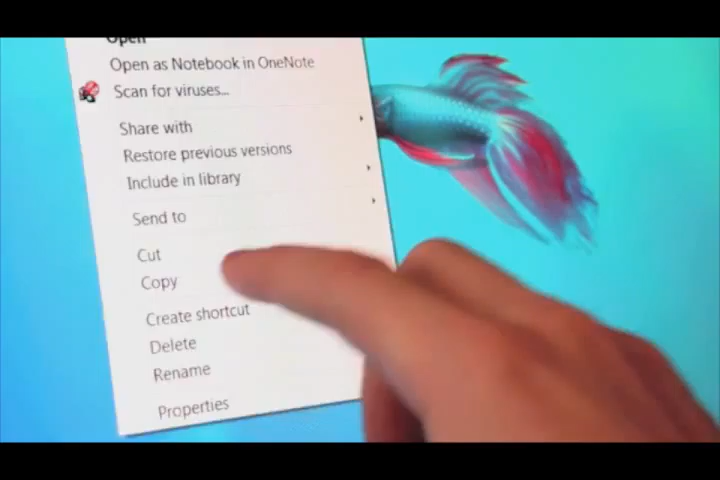 Open
Open as Notebook in OneNote
Scan for viruses...
Share with
Restore previous versions
Include in library
Send to
Cut
Copy
Create shortcut
Delete
Rename
Properties